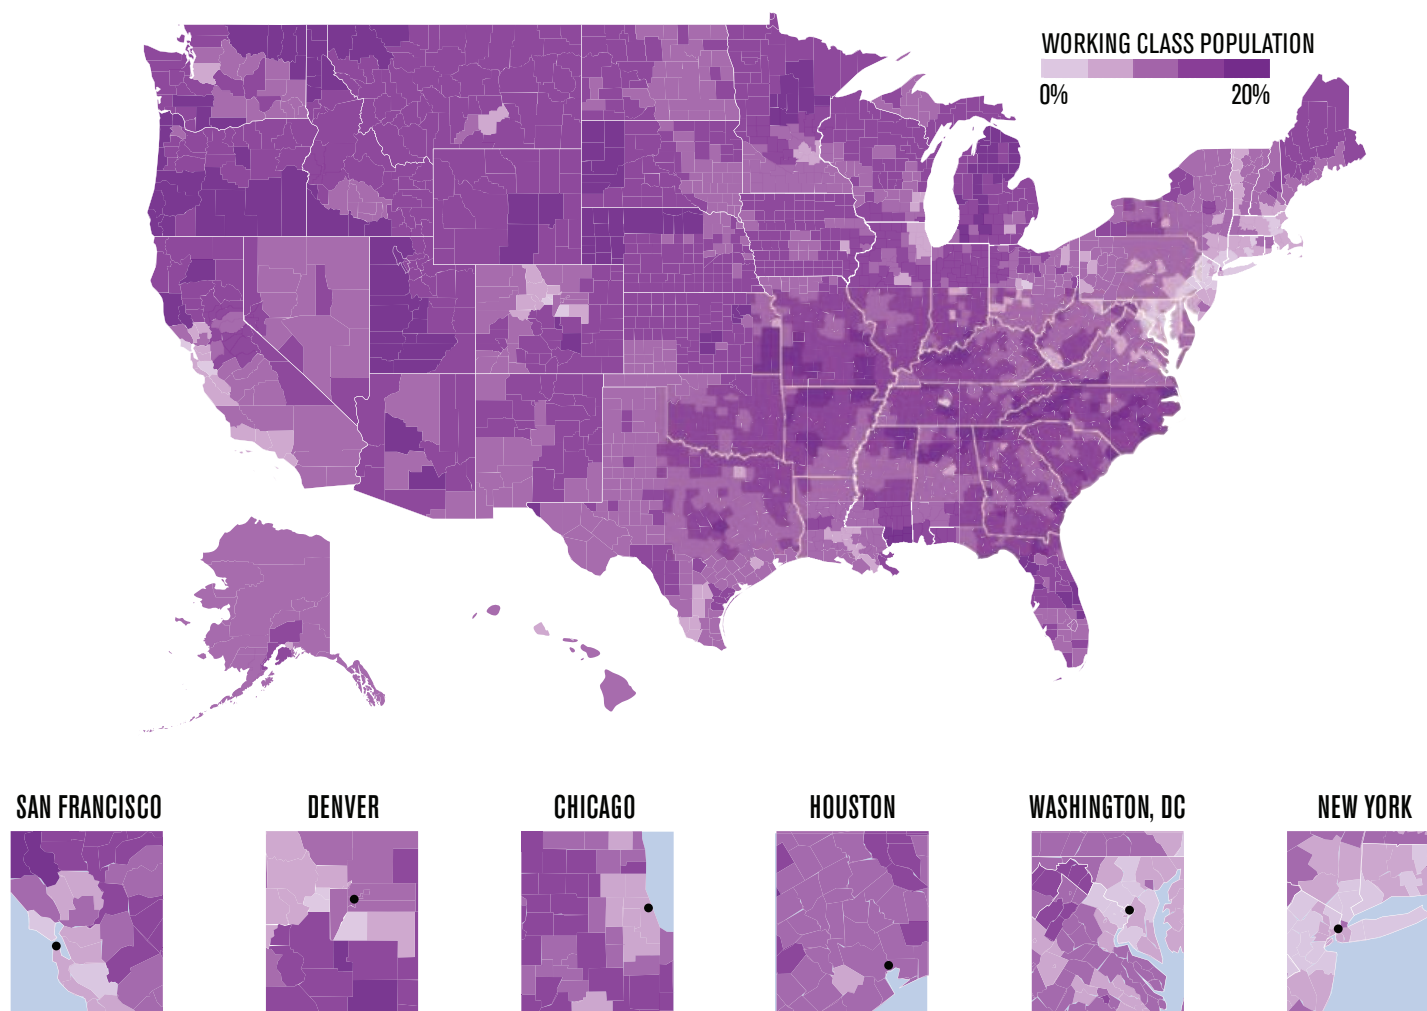 WORKING CLASS POPULATION
0% 20%
SAN FRANCISCO DENVER CHICAGO HOUSTON WASHINGTON, DC NEW YORK